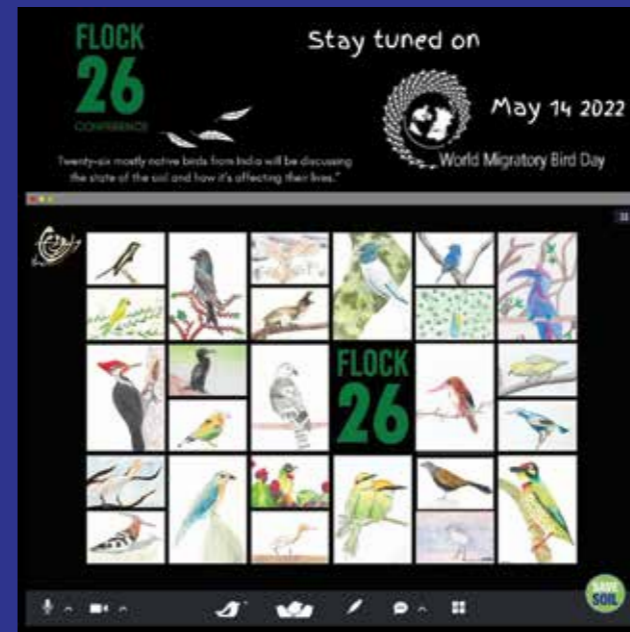 FLOCK
26
CONFERENCE
Stay tuned on
May 14 2022
World Migratory Bird Day
Twenty-six mostly native birds from India will be discussing
the state of the soil and how it's affecting their lives."
FLOCK
26
SAVE
SOIL